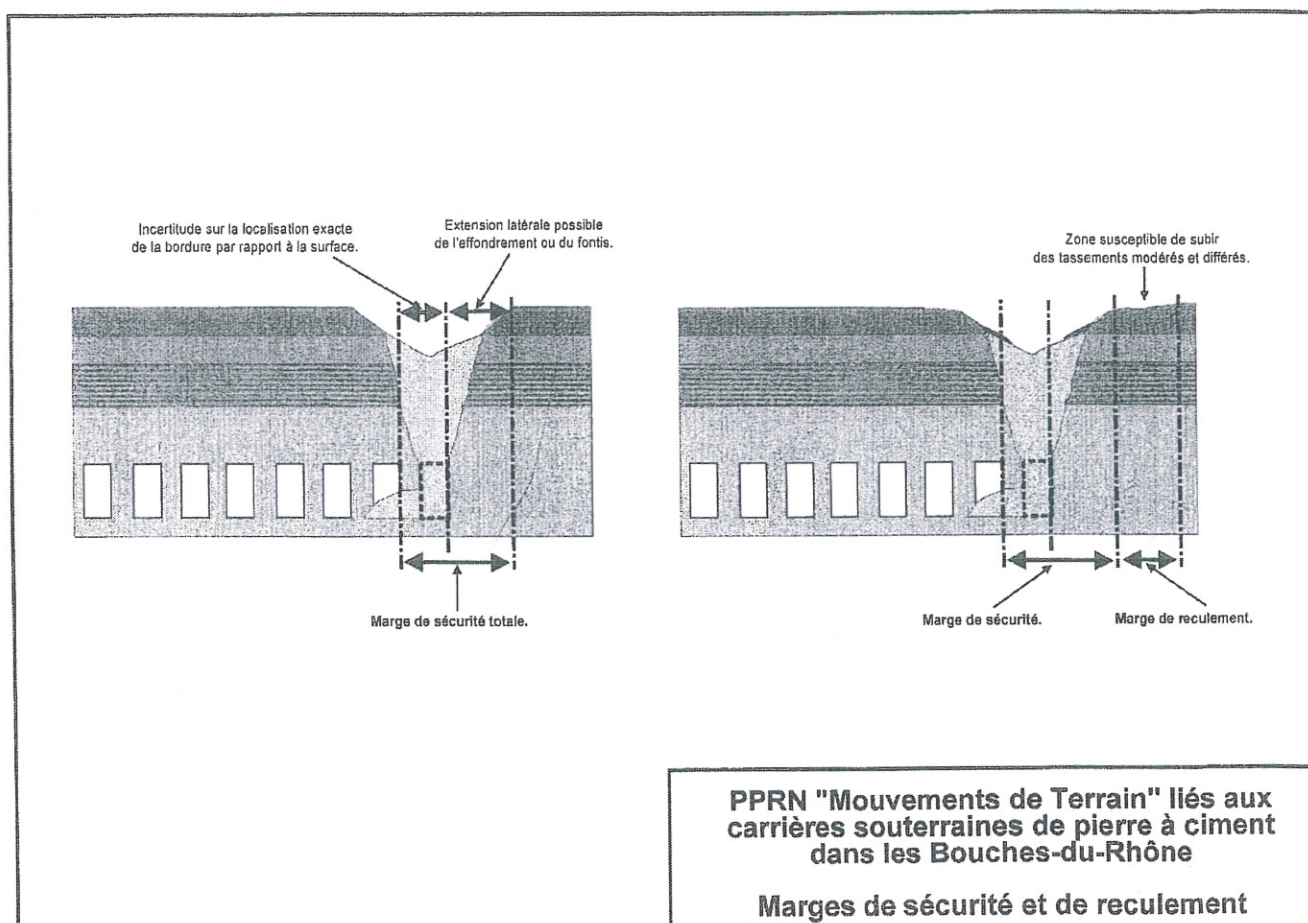 Incertitude sur la localisation exacte
de la bordure par rapport à la surface.
Extension latérale possible
de l'effondrement ou du fontis.
Marge de sécurité totale.
Zone susceptible de subir
des tassements modérés et différés.
Marge de sécurité.
Marge de reculement.
PPRN "Mouvements de Terrain" liés aux
carrières souterraines de pierre à ciment
dans les Bouches-du-Rhône
Marges de sécurité et de reculement